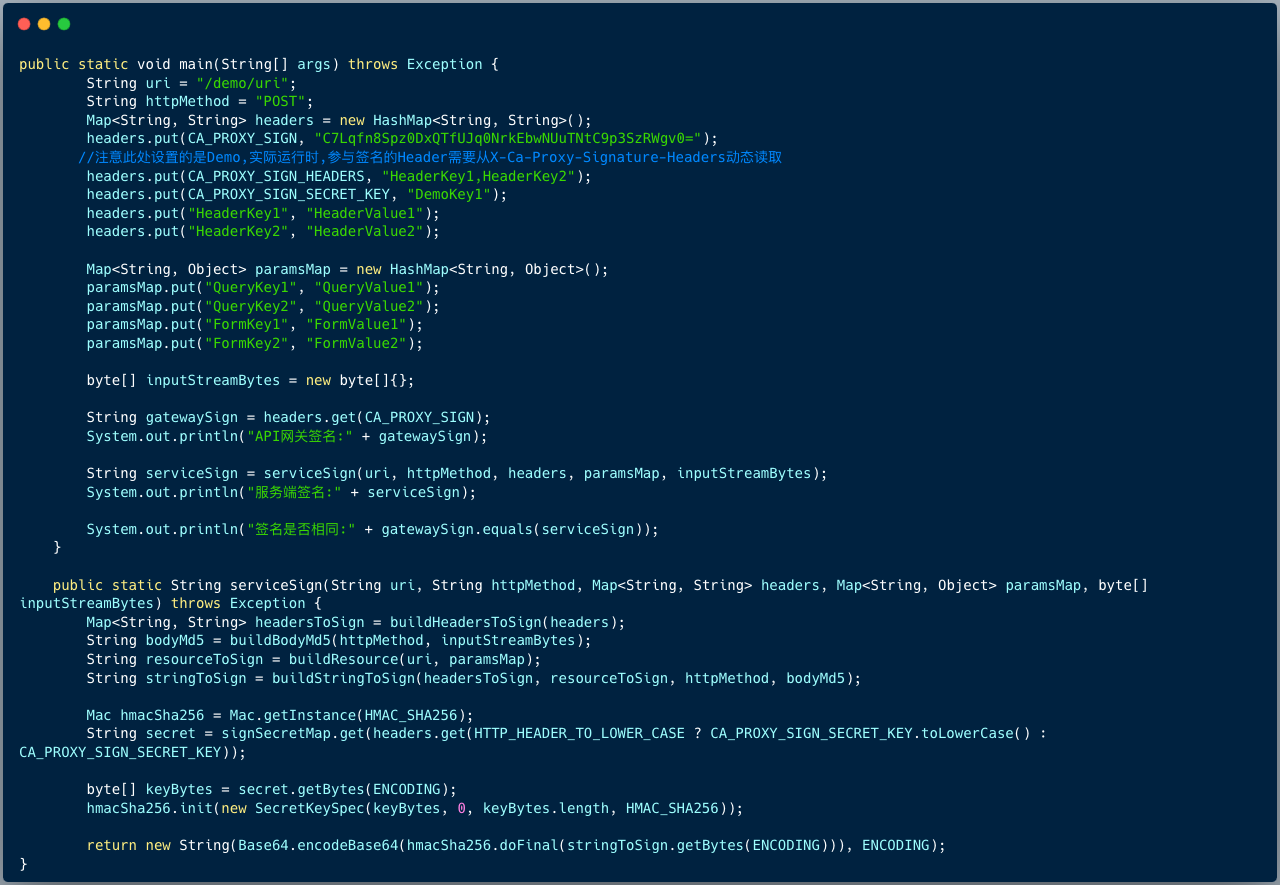 public static void main(String[] args) throws Exception {
        String uri = "/demo/uri";
        String httpMethod = "POST";
        Map<String, String> headers = new HashMap<String, String>();
        headers.put(CA_PROXY_SIGN, "C7Lqfn8Spz0DxQTfUJq0NrkEbwNUuTNtC9p3SzRWgv0=");
       //注意此处设置的是Demo,实际运行时,参与签名的Header需要从X-Ca-Proxy-Signature-Headers动态读取
        headers.put(CA_PROXY_SIGN_HEADERS, "HeaderKey1,HeaderKey2");
        headers.put(CA_PROXY_SIGN_SECRET_KEY, "DemoKey1");
        headers.put("HeaderKey1", "HeaderValue1");
        headers.put("HeaderKey2", "HeaderValue2");

        Map<String, Object> paramsMap = new HashMap<String, Object>();
        paramsMap.put("QueryKey1", "QueryValue1");
        paramsMap.put("QueryKey2", "QueryValue2");
        paramsMap.put("FormKey1", "FormValue1");
        paramsMap.put("FormKey2", "FormValue2");

        byte[] inputStreamBytes = new byte[]{};

        String gatewaySign = headers.get(CA_PROXY_SIGN);
        System.out.println("API网关签名:" + gatewaySign);

        String serviceSign = serviceSign(uri, httpMethod, headers, paramsMap, inputStreamBytes);
        System.out.println("服务端签名:" + serviceSign);

        System.out.println("签名是否相同:" + gatewaySign.equals(serviceSign));
    }

    public static String serviceSign(String uri, String httpMethod, Map<String, String> headers, Map<String, Object> paramsMap, byte[]
inputStreamBytes) throws Exception {
        Map<String, String> headersToSign = buildHeadersToSign(headers);
        String bodyMd5 = buildBodyMd5(httpMethod, inputStreamBytes);
        String resourceToSign = buildResource(uri, paramsMap);
        String stringToSign = buildStringToSign(headersToSign, resourceToSign, httpMethod, bodyMd5);

        Mac hmacSha256 = Mac.getInstance(HMAC_SHA256);
        String secret = signSecretMap.get(headers.get(HTTP_HEADER_TO_LOWER_CASE ? CA_PROXY_SIGN_SECRET_KEY.toLowerCase() :
CA_PROXY_SIGN_SECRET_KEY));

        byte[] keyBytes = secret.getBytes(ENCODING);
        hmacSha256.init(new SecretKeySpec(keyBytes, 0, keyBytes.length, HMAC_SHA256));

        return new String(Base64.encodeBase64(hmacSha256.doFinal(stringToSign.getBytes(ENCODING))), ENCODING);
}